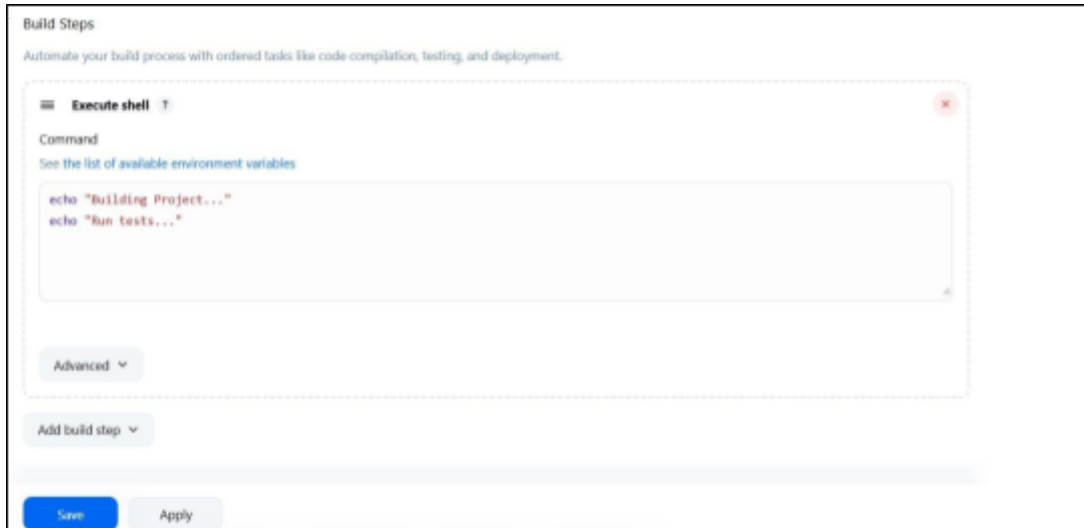 Build Steps
Automate your build process with ordered tasks like code compilation, testing, and deployment.
Execute shell ?
Command
See the list of available environment variables
echo "Building Project..."
echo "Run tests..."
Advanced
Add build step
Save Apply